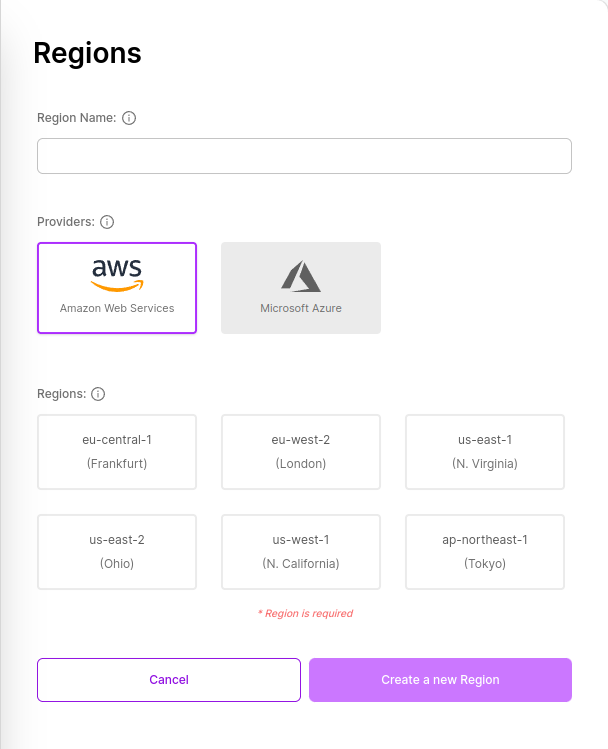 Regions
Region Name:
Providers:
aws
Amazon Web Services
Microsoft Azure
Regions:
eu-central-1
(Frankfurt)
eu-west-2
(London)
us-east-1
(N. Virginia)
us-east-2
(Ohio)
us-west-1
(N. California)
ap-northeast-1
(Tokyo)
* Region is required
Cancel
Create a new Region